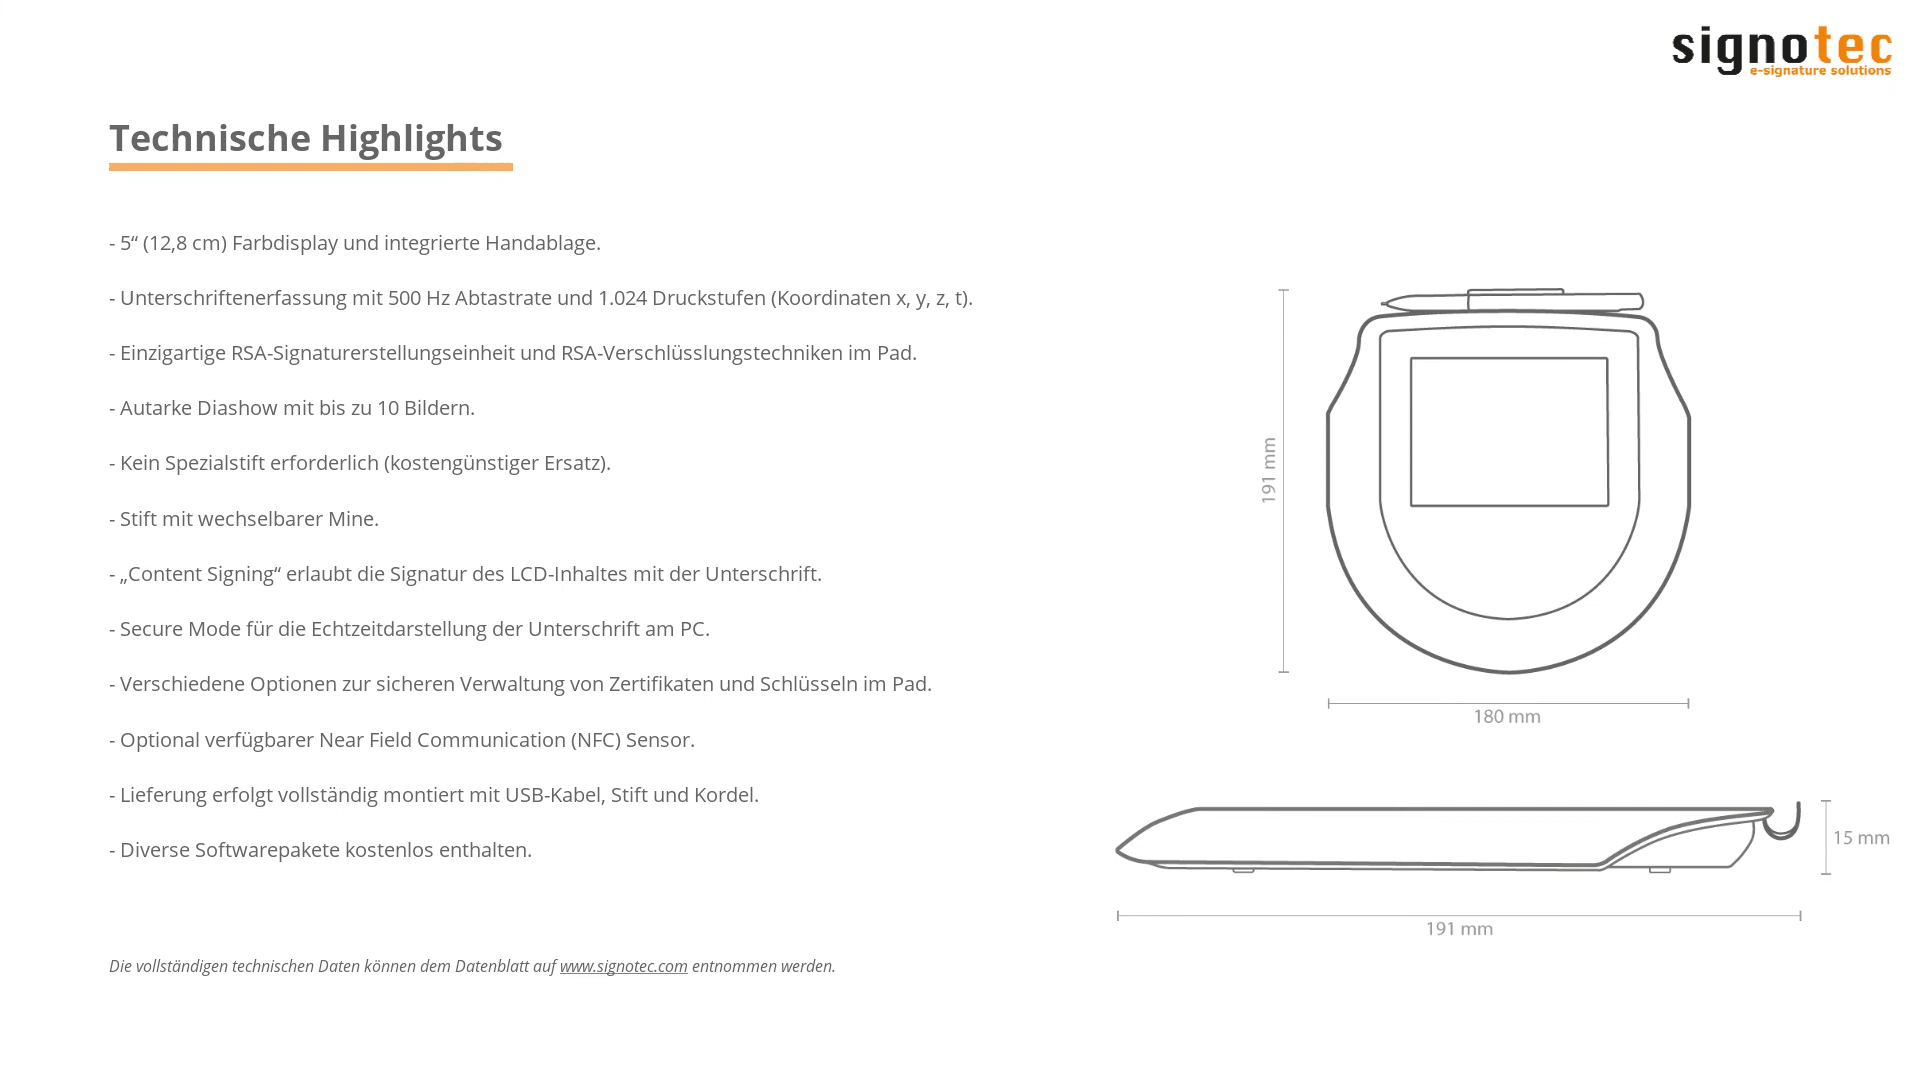 signotec
e-signature solutions
Technische Highlights
- 5“ (12,8 cm) Farbdisplay und integrierte Handablage.
- Unterschriftenerfassung mit 500 Hz Abtastrate und 1.024 Druckstufen (Koordinaten x, y, z, t).
- Einzigartige RSA-Signaturerstellungseinheit und RSA-Verschlüsslungstechniken im Pad.
- Autarke Diashow mit bis zu 10 Bildern.
- Kein Spezialstift erforderlich (kostengünstiger Ersatz).
- Stift mit wechselbarer Mine.
- „Content Signing“ erlaubt die Signatur des LCD-Inhaltes mit der Unterschrift.
- Secure Mode für die Echtzeitdarstellung der Unterschrift am PC.
- Verschiedene Optionen zur sicheren Verwaltung von Zertifikaten und Schlüsseln im Pad.
- Optional verfügbarer Near Field Communication (NFC) Sensor.
- Lieferung erfolgt vollständig montiert mit USB-Kabel, Stift und Kordel.
- Diverse Softwarepakete kostenlos enthalten.
Die vollständigen technischen Daten können dem Datenblatt auf www.signotec.com entnommen werden.
191 mm
180 mm
15 mm
191 mm